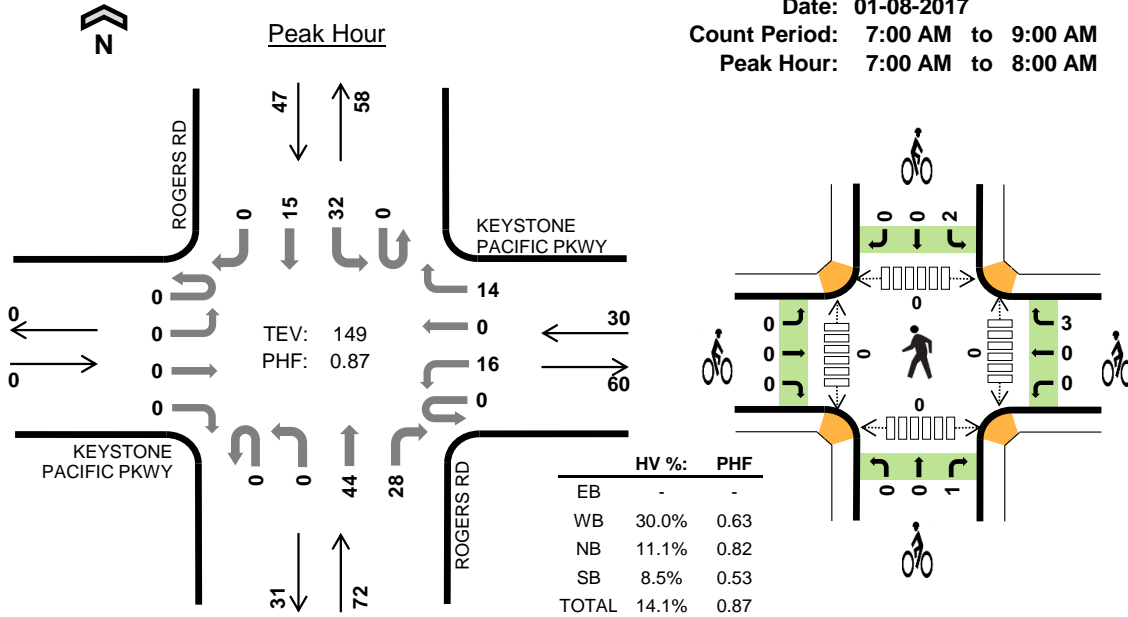 N
Peak Hour
Date: 01-08-2017
Count Period: 7:00 AM to 9:00 AM
Peak Hour: 7:00 AM to 8:00 AM
ROGERS RD
47
58
0
15
32
0
KEYSTONE
PACIFIC PKWY
0
0
0
0
0
0
TEV: 149
PHF: 0.87
14
0
16
0
30
60
KEYSTONE
PACIFIC PKWY
0
0
44
28
ROGERS RD
31
72
HV %: PHF
EB - -
WB 30.0% 0.63
NB 11.1% 0.82
SB 8.5% 0.53
TOTAL 14.1% 0.87
0
0
2
0
0
0
0
0
0
0
0
3
0
0
0
0
1